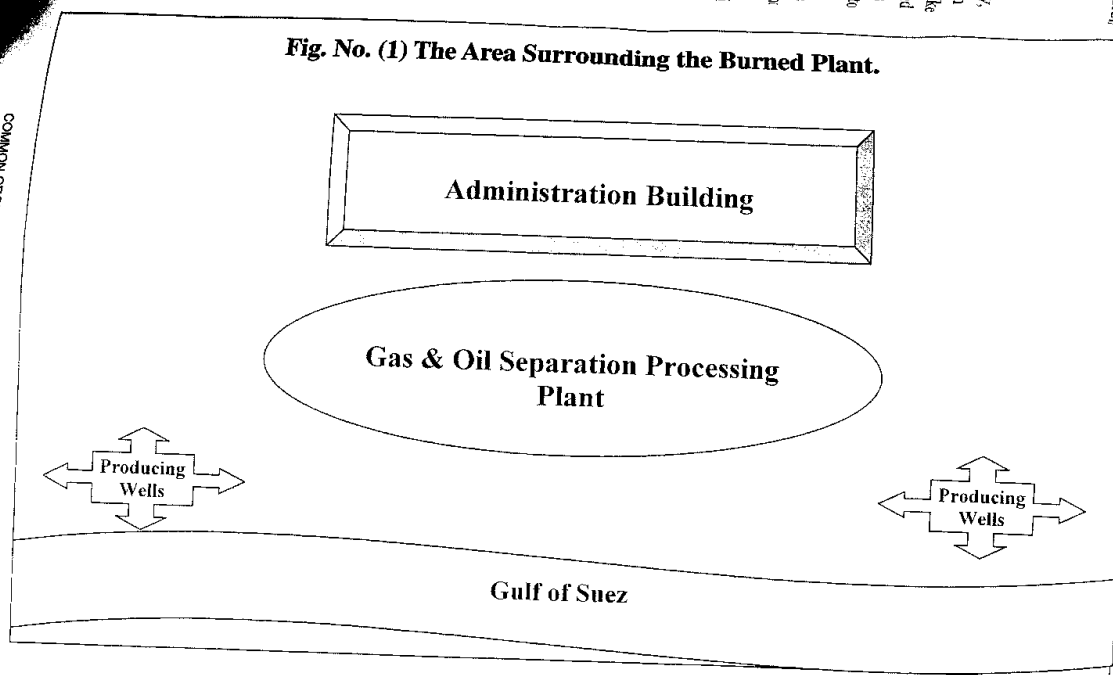 Fig. No. (1) The Area Surrounding the Burned Plant.
Administration Building
Gas & Oil Separation Processing
Plant
Producing
Wells
Producing
Wells
Gulf of Suez